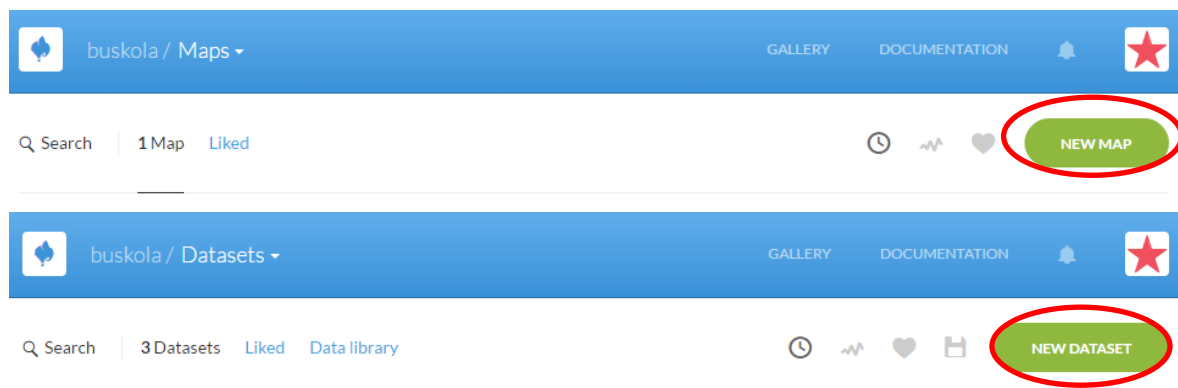 buskola / Maps GALLERY DOCUMENTATION
Search 1 Map Liked NEW MAP
buskola / Datasets GALLERY DOCUMENTATION
Search 3 Datasets Liked Data library NEW DATASET